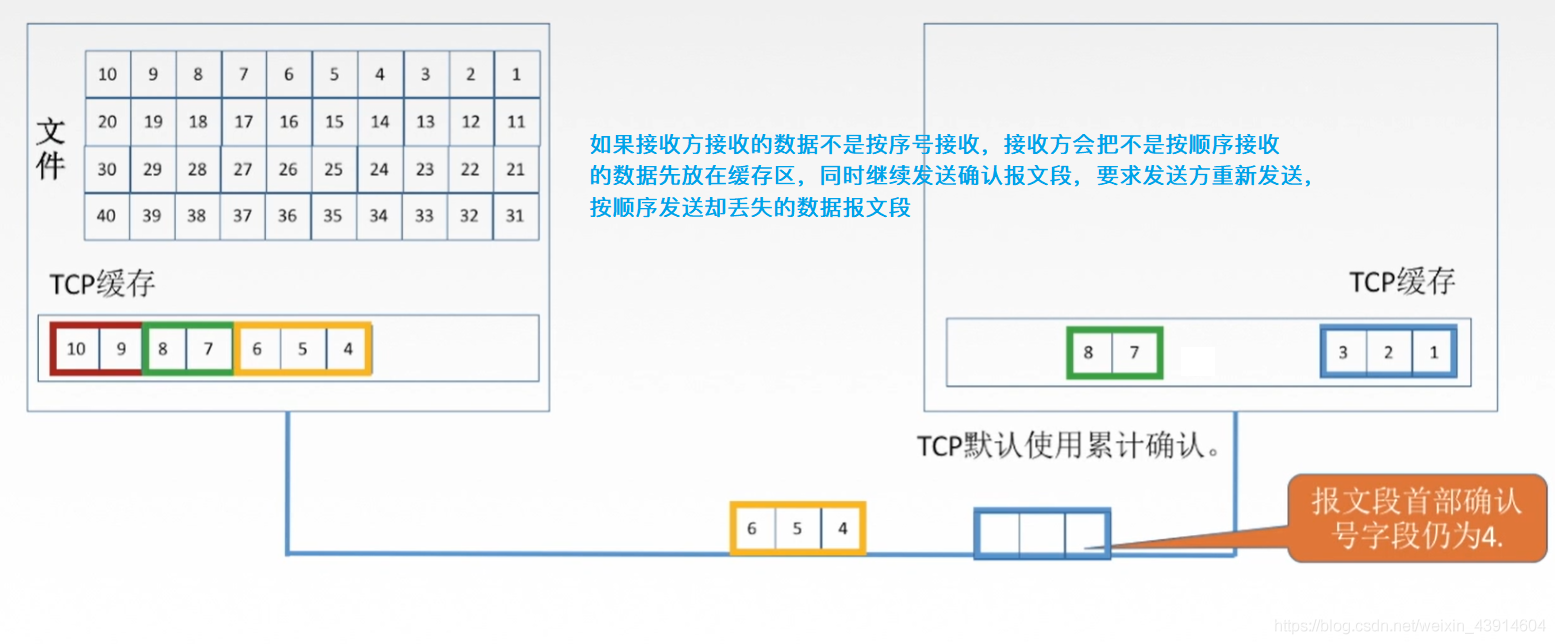 10 9 8 7 6 5 4 3 2 1
20 19 18 17 16 15 14 13 12 11
30 29 28 27 26 25 24 23 22 21
40 39 38 37 36 35 34 33 32 31
文件
TCP缓存
10 9 8 7 6 5 4
如果接收方接收的数据不是按序号接收，接收方会把不是按顺序接收
的数据先放在缓存区，同时继续发送确认报文段，要求发送方重新发送，
按顺序发送却丢失的数据报文段
TCP缓存
8 7 3 2 1
TCP默认使用累计确认。
6 5 4
报文段首部确认
号字段仍为4.
https://blog.csdn.net/weixin_43914604